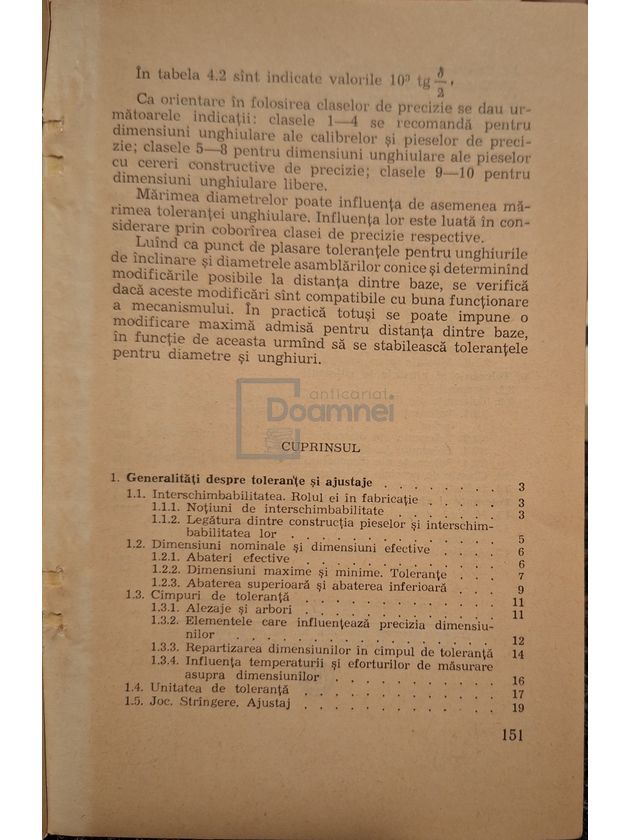 În tabela 4.2 sînt indicate valorile 10³ tg δ/2.
Ca orientare în folosirea claselor de precizie se dau ur-
mătoarele indicații: clasele 1—4 se recomandă pentru
dimensiuni unghiulare ale calibrelor și pieselor de preci-
zie; clasele 5—8 pentru dimensiuni unghiulare ale pieselor
cu cereri constructive de precizie; clasele 9—10 pentru
dimensiuni unghiulare libere.
Mărimea diametrelor poate influența de asemenea mă-
rimea toleranței unghiulare. Influența lor este luată în con-
siderare prin coborîrea clasei de precizie respective.
Luînd ca punct de plasare toleranțele pentru unghiurile
de înclinare și diametrele asamblărilor conice și determinînd
modificările posibile la distanța dintre baze, se verifică
dacă aceste modificări sînt compatibile cu buna funcționare
a mecanismului. În practică totuși se poate impune o
modificare maximă admisă pentru distanța dintre baze,
în funcție de aceasta urmînd să se stabilească toleranțele
pentru diametre și unghiuri.
anticariat
Doamnei
CUPRINSUL
1. Generalități despre toleranțe și ajustaje . . . . . . . . 3
1.1. Interschimbabilitatea. Rolul ei în fabricație . . . . . 3
1.1.1. Noțiuni de interschimbabilitate . . . . . . . 3
1.1.2. Legătura dintre construcția pieselor și interschim-
babilitatea lor . . . . . . . . . . . . . . 5
1.2. Dimensiuni nominale și dimensiuni efective . . . . 6
1.2.1. Abateri efective . . . . . . . . . . . . . 6
1.2.2. Dimensiuni maxime și minime. Toleranțe . . . 7
1.2.3. Abaterea superioară și abaterea inferioară . . . 9
1.3. Cimpuri de toleranță . . . . . . . . . . . . . 11
1.3.1. Alezaje și arbori . . . . . . . . . . . . 11
1.3.2. Elementele care influențează precizia dimensiu-
nilor . . . . . . . . . . . . . . . . . 12
1.3.3. Repartizarea dimensiunilor în cimpul de toleranță 14
1.3.4. Influența temperaturii și eforturilor de măsurare
asupra dimensiunilor . . . . . . . . . . . 16
1.4. Unitatea de toleranță . . . . . . . . . . . . . 17
1.5. Joc. Stringere, Ajustaj . . . . . . . . . . . . 19
151